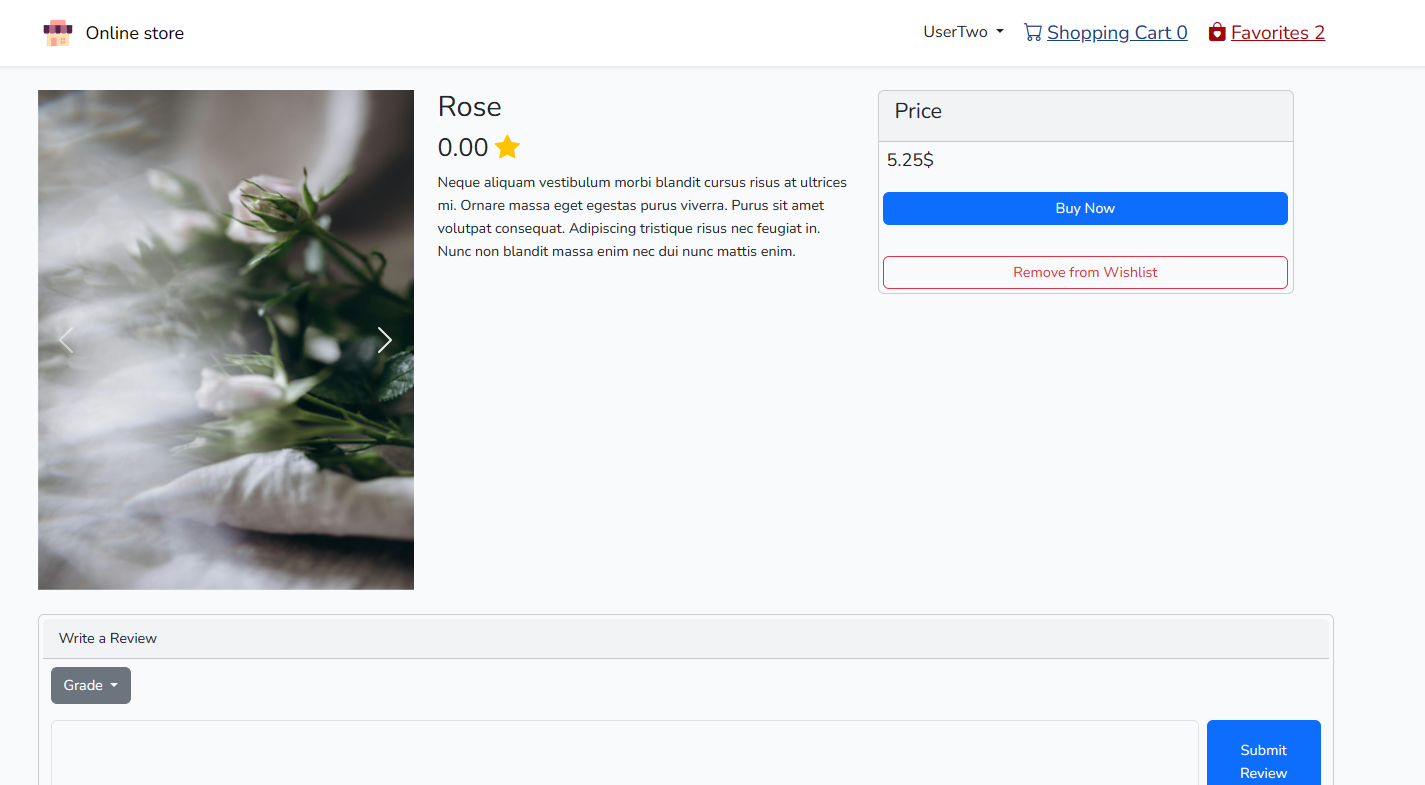 Online store
UserTwo
Shopping Cart 0
Favorites 2
Rose
0.00
Neque aliquam vestibulum morbi blandit cursus risus at ultrices
mi. Ornare massa eget egestas purus viverra. Purus sit amet
volutpat consequat. Adipiscing tristique risus nec feugiat in.
Nunc non blandit massa enim nec dui nunc mattis enim.
Price
5.25$
Buy Now
Remove from Wishlist
Write a Review
Grade
Submit
Review